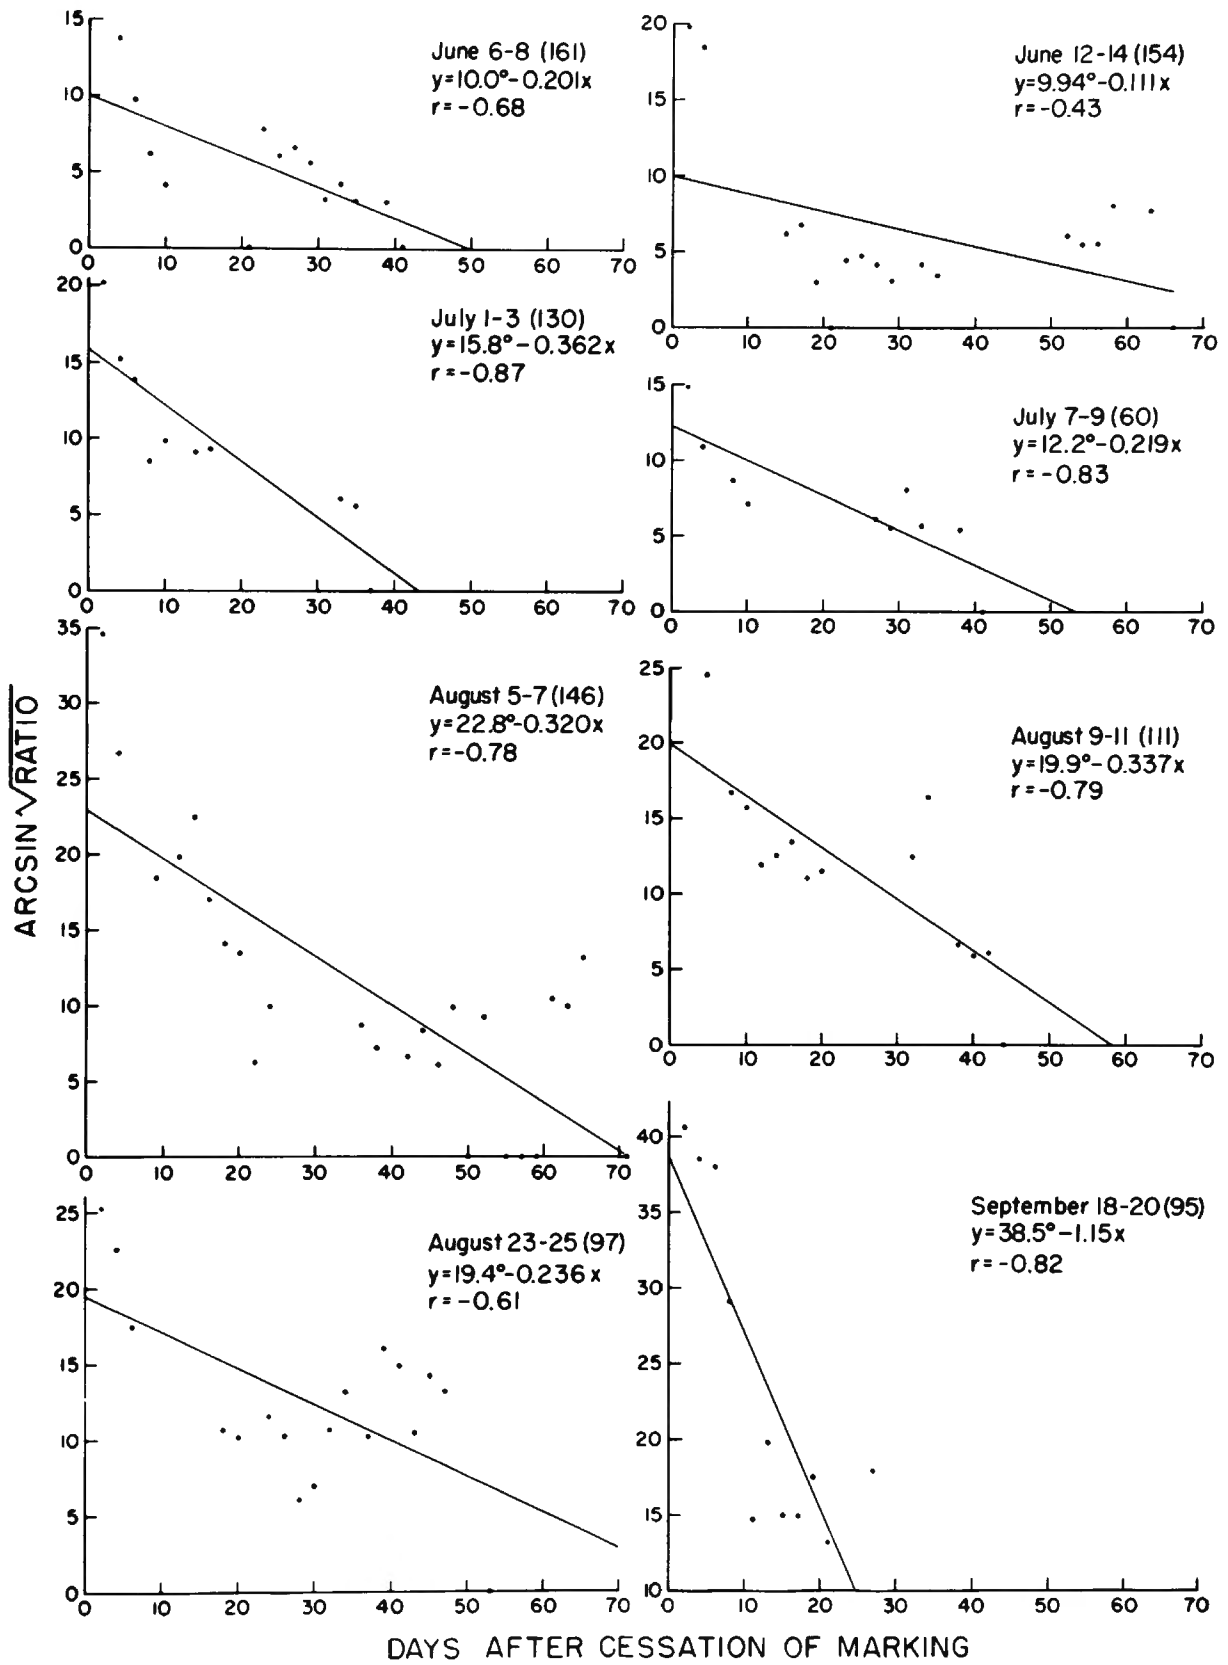 15
10
5
0
0 10 20 30 40 50 60 70
June 6-8 (161)
y=10.0°-0.201x
r=-0.68
20
15
10
5
0
0 10 20 30 40 50 60 70
June 12-14 (154)
y=9.94°-0.111x
r=-0.43
20
15
10
5
0
0 10 20 30 40 50 60 70
July 1-3 (130)
y=15.8°-0.362x
r=-0.87
15
10
5
0
0 10 20 30 40 50 60 70
July 7-9 (60)
y=12.2°-0.219x
r=-0.83
35
30
25
20
15
10
5
0
0 10 20 30 40 50 60 70
August 5-7 (146)
y=22.8°-0.320x
r=-0.78
25
20
15
10
5
0
0 10 20 30 40 50 60 70
August 9-11 (111)
y=19.9°-0.337x
r=-0.79
25
20
15
10
5
0
0 10 20 30 40 50 60 70
August 23-25 (97)
y=19.4°-0.236x
r=-0.61
40
35
30
25
20
15
10
0 10 20 30 40 50 60 70
September 18-20 (95)
y=38.5°-1.15x
r=-0.82
ARCSIN √RATIO
DAYS AFTER CESSATION OF MARKING